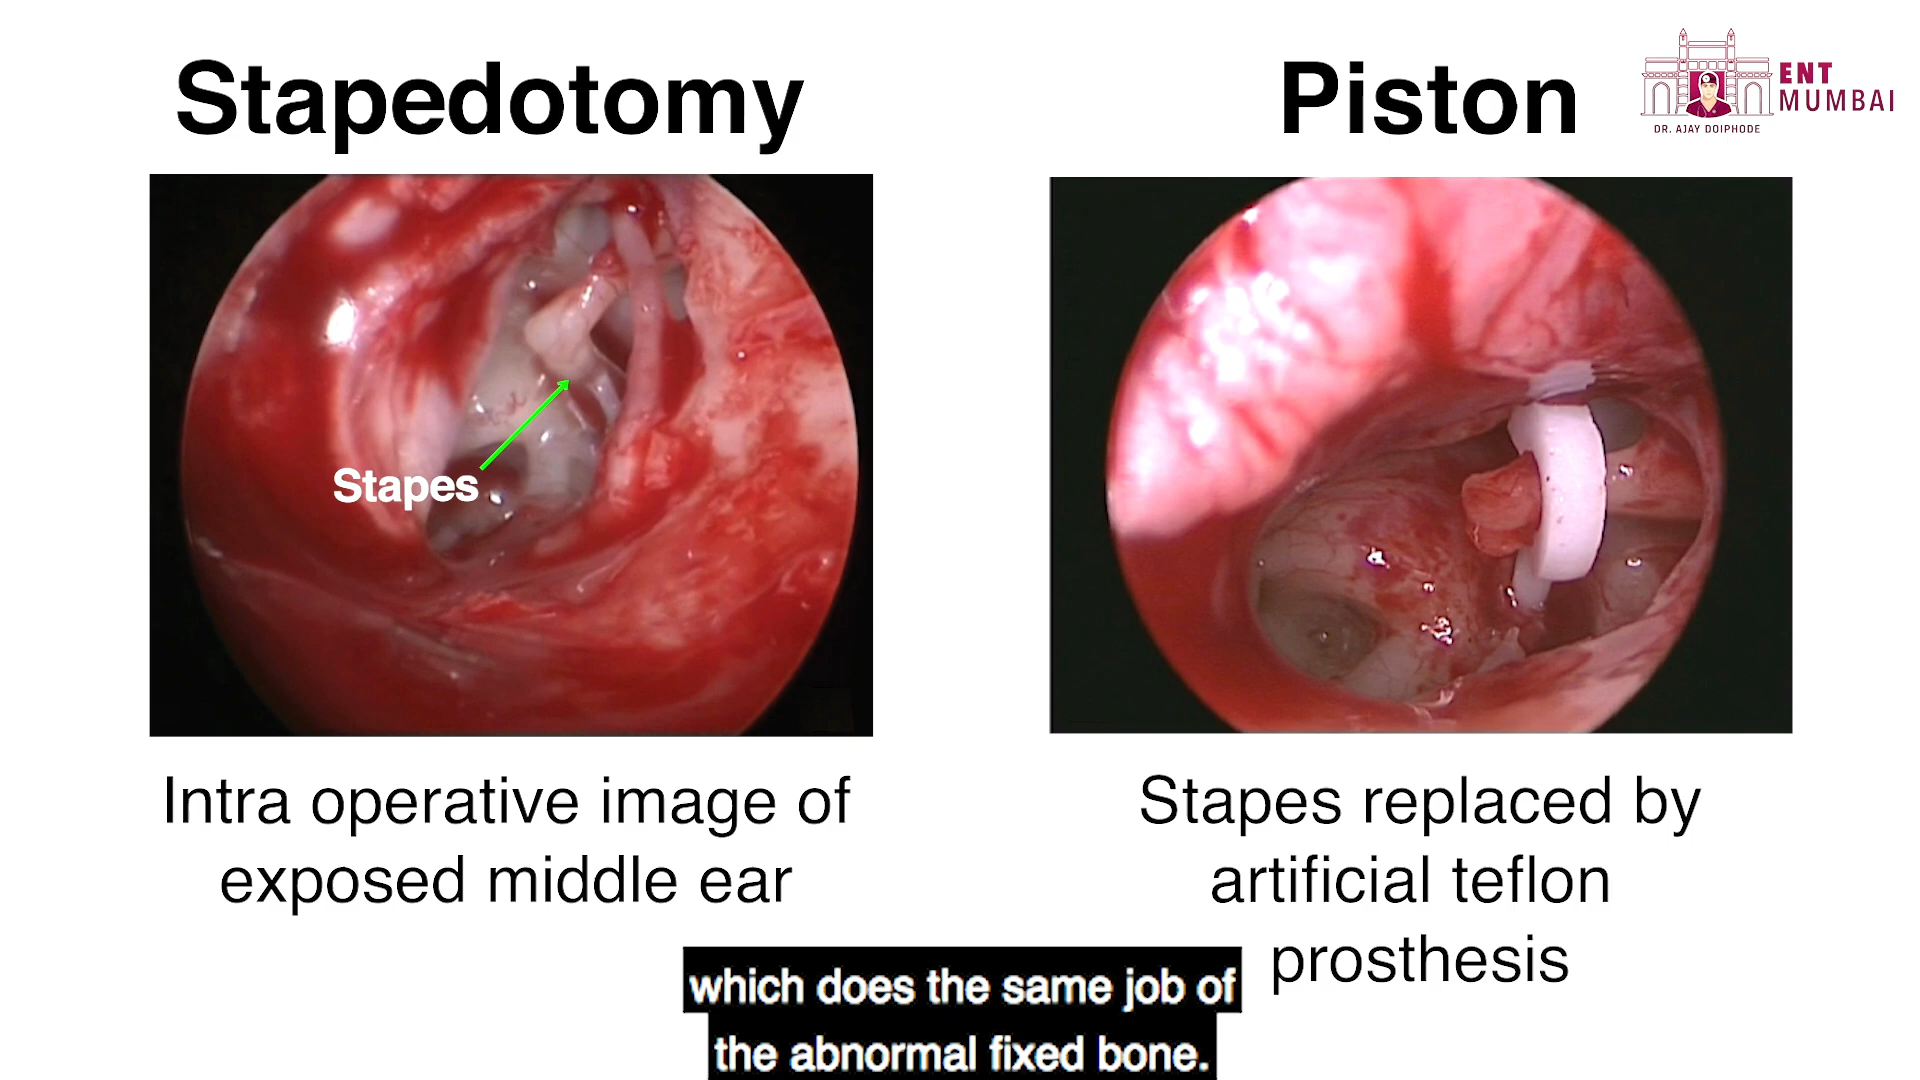 Stapedotomy
Piston
ENT
MUMBAI
DR. AJAY DOIPHODE
Stapes
Intra operative image of
exposed middle ear
Stapes replaced by
artificial teflon
prosthesis
which does the same job of
the abnormal fixed bone.